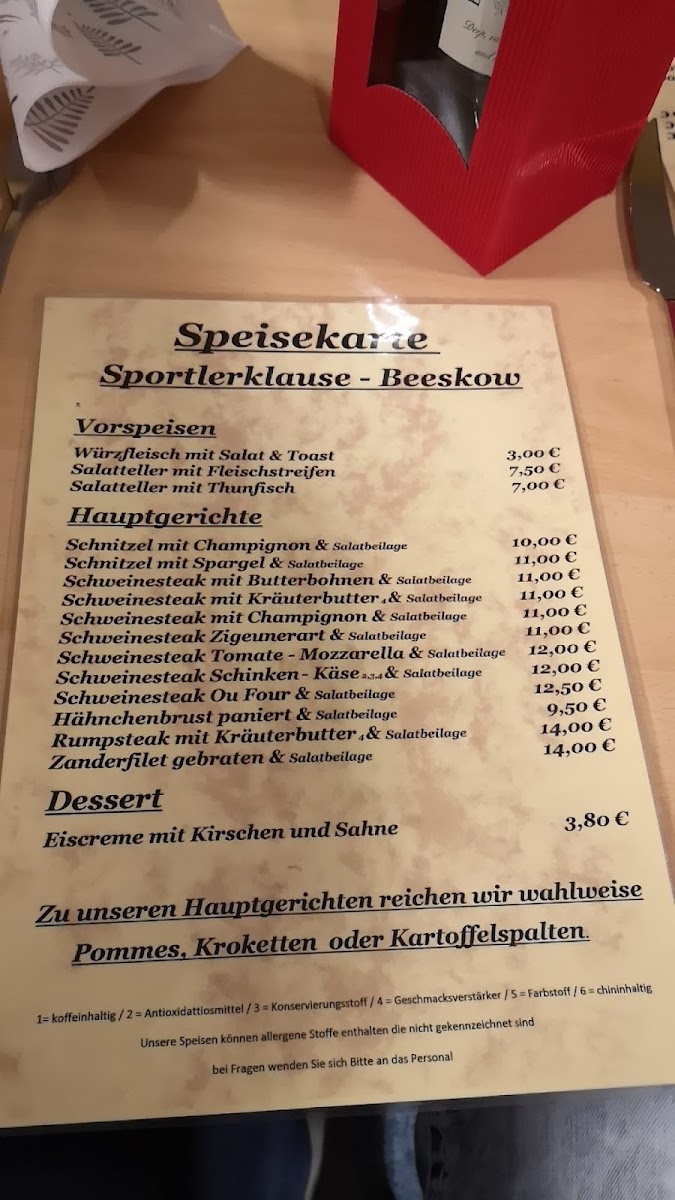 Deep,
and
Speisekarte
Sportlerklause - Beeskow
Vorspeisen
Würzfleisch mit Salat & Toast 3,00 €
Salatteller mit Fleischstreifen 7,50 €
Salatteller mit Thunfisch 7,00 €
Hauptgerichte
Schnitzel mit Champignon & Salatbeilage 10,00 €
Schnitzel mit Spargel & Salatbeilage 11,00 €
Schweinesteak mit Butterbohnen & Salatbeilage 11,00 €
Schweinesteak mit Kräuterbutter 4 & Salatbeilage 11,00 €
Schweinesteak mit Champignon & Salatbeilage 11,00 €
Schweinesteak Zigeunerart & Salatbeilage 11,00 €
Schweinesteak Tomate - Mozzarella & Salatbeilage 12,00 €
Schweinesteak Schinken - Käse 2,3,4 & Salatbeilage 12,00 €
Schweinesteak Ou Four & Salatbeilage 12,50 €
Hähnchenbrust paniert & Salatbeilage 9,50 €
Rumpsteak mit Kräuterbutter 4 & Salatbeilage 14,00 €
Zanderfilet gebraten & Salatbeilage 14,00 €
Dessert
Eiscreme mit Kirschen und Sahne 3,80 €
Zu unseren Hauptgerichten reichen wir wahlweise
Pommes, Kroketten oder Kartoffelspalten.
1= koffeinhaltig / 2 = Antioxidattiosmittel / 3 = Konservierungsstoff / 4 = Geschmacksverstärker / 5 = Farbstoff / 6 = chininhaltig
Unsere Speisen können allergene Stoffe enthalten die nicht gekennzeichnet sind
bei Fragen wenden Sie sich Bitte an das Personal